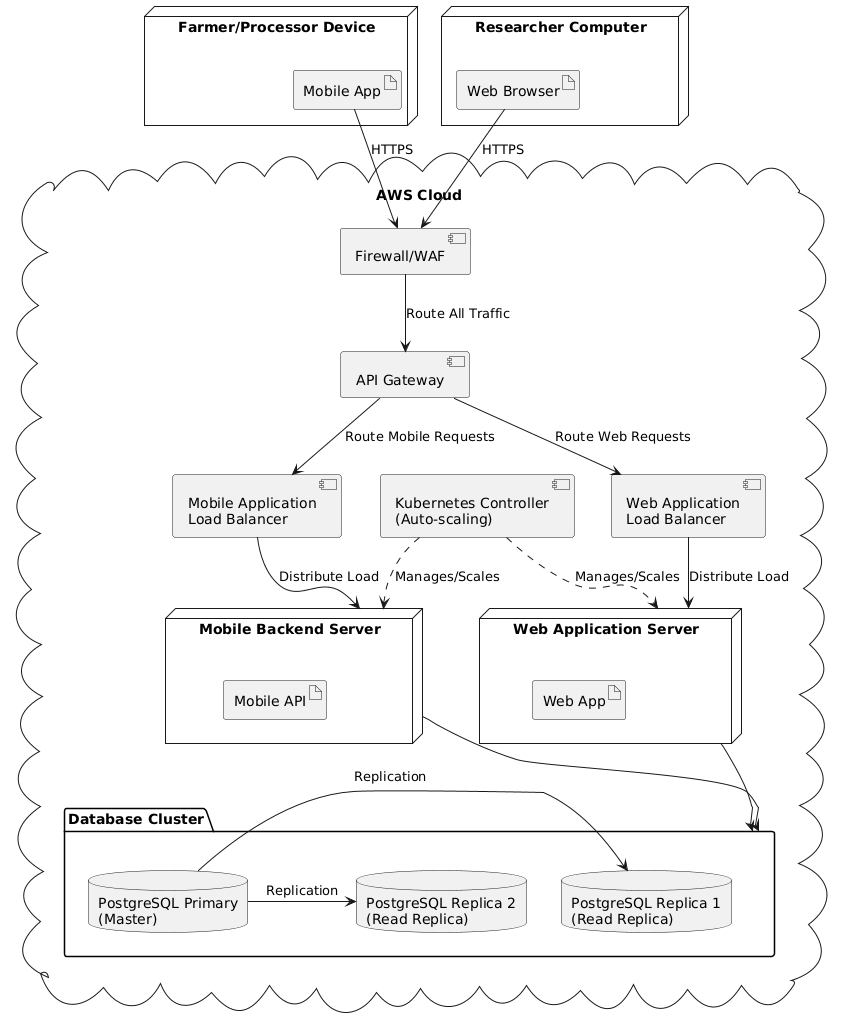 Farmer/Processor Device
Researcher Computer
Mobile App
Web Browser
HTTPS
HTTPS
AWS Cloud
Firewall/WAF
Route All Traffic
API Gateway
Route Mobile Requests
Route Web Requests
Mobile Application
Load Balancer
Kubernetes Controller
(Auto-scaling)
Web Application
Load Balancer
Distribute Load
Manages/Scales
Manages/Scales
Distribute Load
Mobile Backend Server
Web Application Server
Mobile API
Web App
Replication
Database Cluster
Replication
PostgreSQL Primary
(Master)
PostgreSQL Replica 2
(Read Replica)
PostgreSQL Replica 1
(Read Replica)